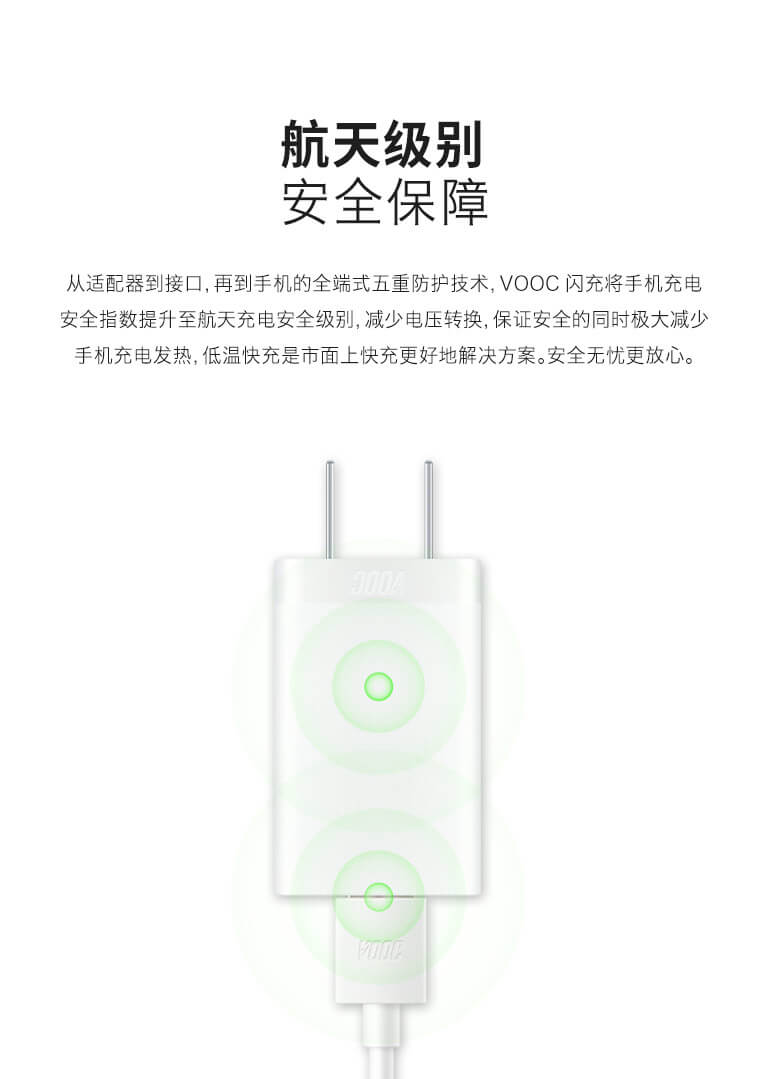 航天级别
安全保障
从适配器到接口, 再到手机的全端式五重防护技术, VOOC 闪充将手机充电
安全指数提升至航天充电安全级别, 减少电压转换, 保证安全的同时极大减少
手机充电发热, 低温快充是市面上快充更好地解决方案。安全无忧更放心。
VOOC
VOOC